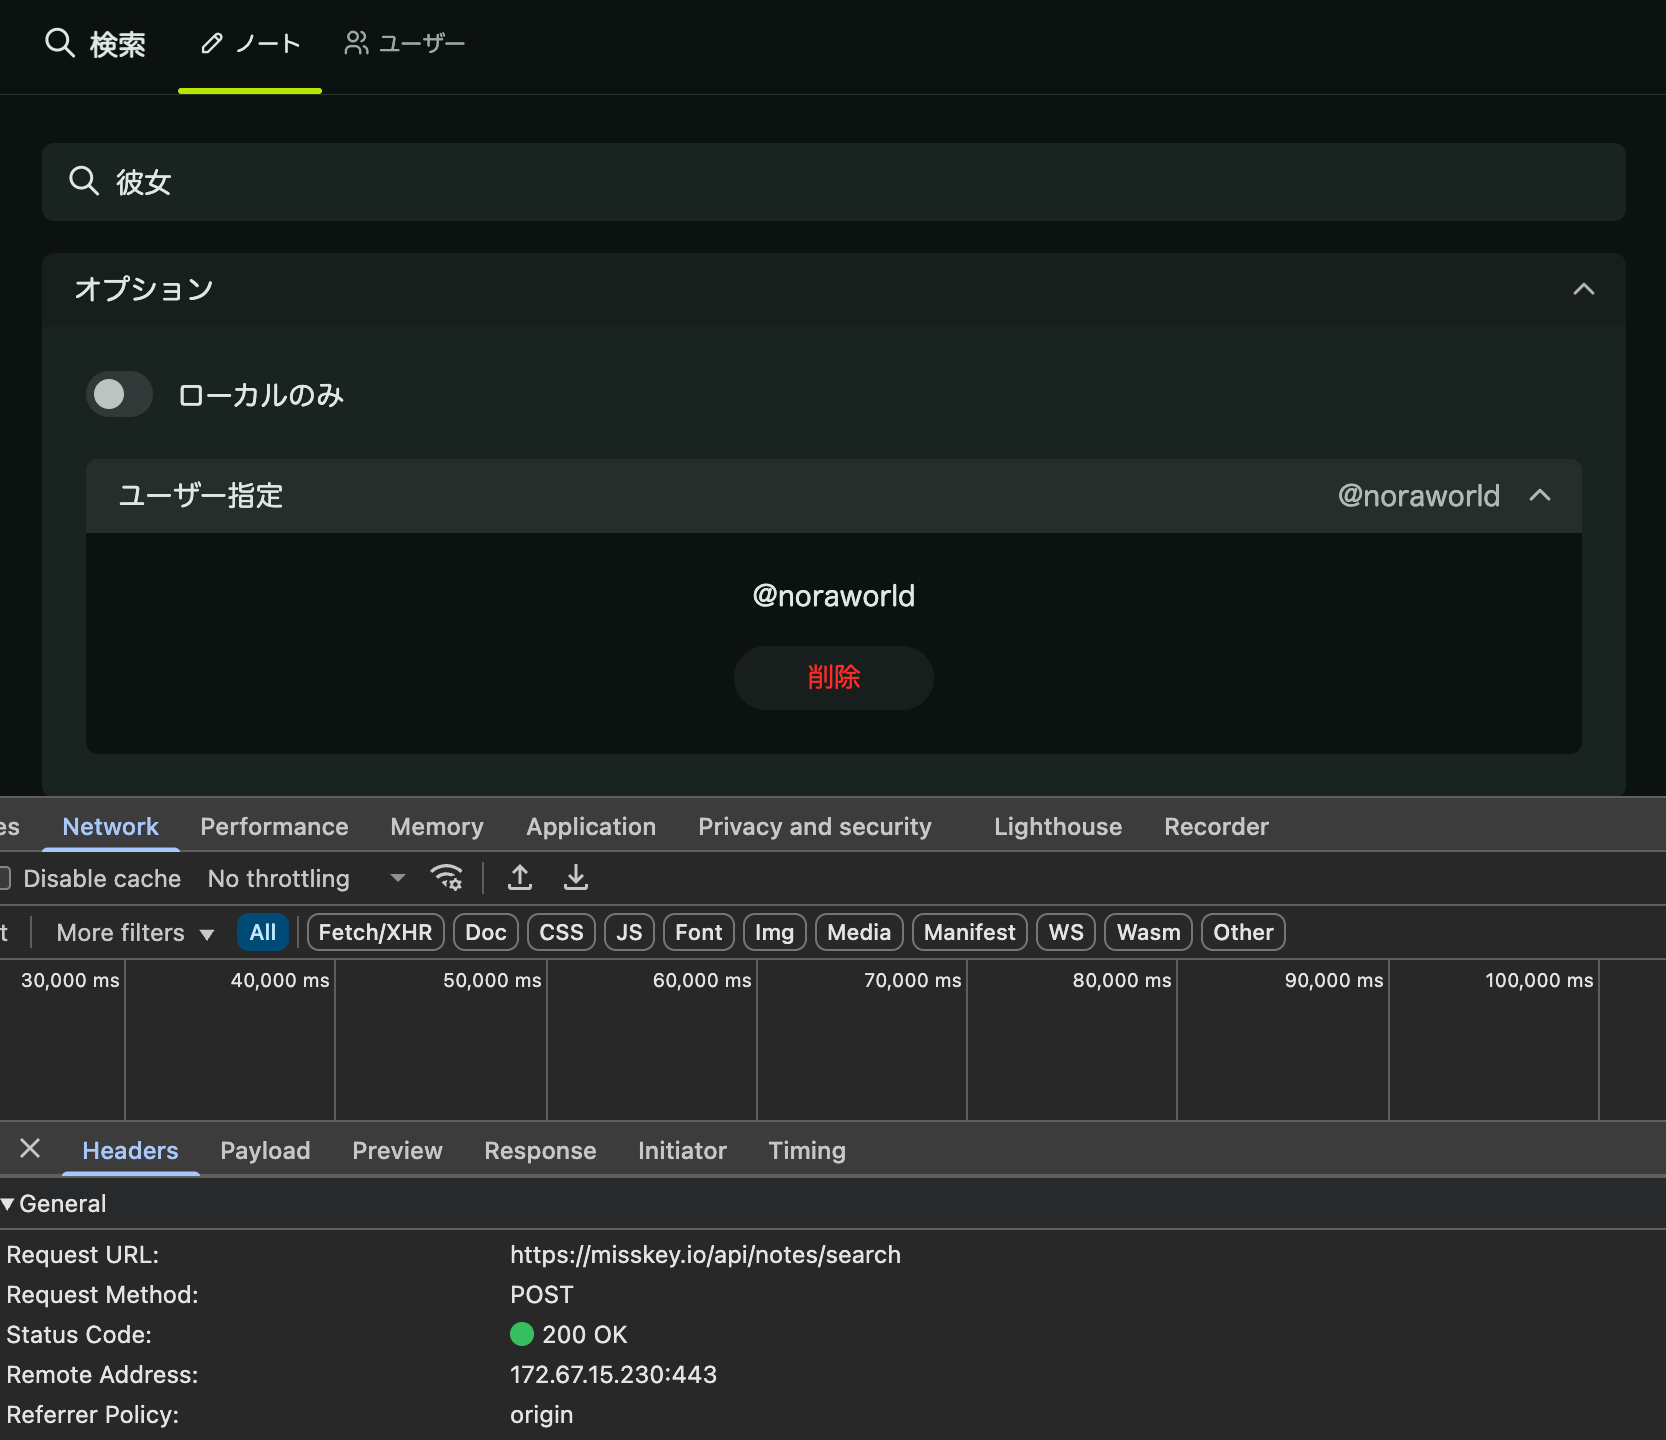 検索 ノート ユーザー
彼女
オプション
ローカルのみ
ユーザー指定 @noraworld
@noraworld
削除
es Network Performance Memory Application Privacy and security Lighthouse Recorder
Disable cache No throttling
t More filters All Fetch/XHR Doc CSS JS Font Img Media Manifest WS Wasm Other
30,000 ms 40,000 ms 50,000 ms 60,000 ms 70,000 ms 80,000 ms 90,000 ms 100,000 ms
Headers Payload Preview Response Initiator Timing
General
Request URL: https://misskey.io/api/notes/search
Request Method: POST
Status Code: 200 OK
Remote Address: 172.67.15.230:443
Referrer Policy: origin